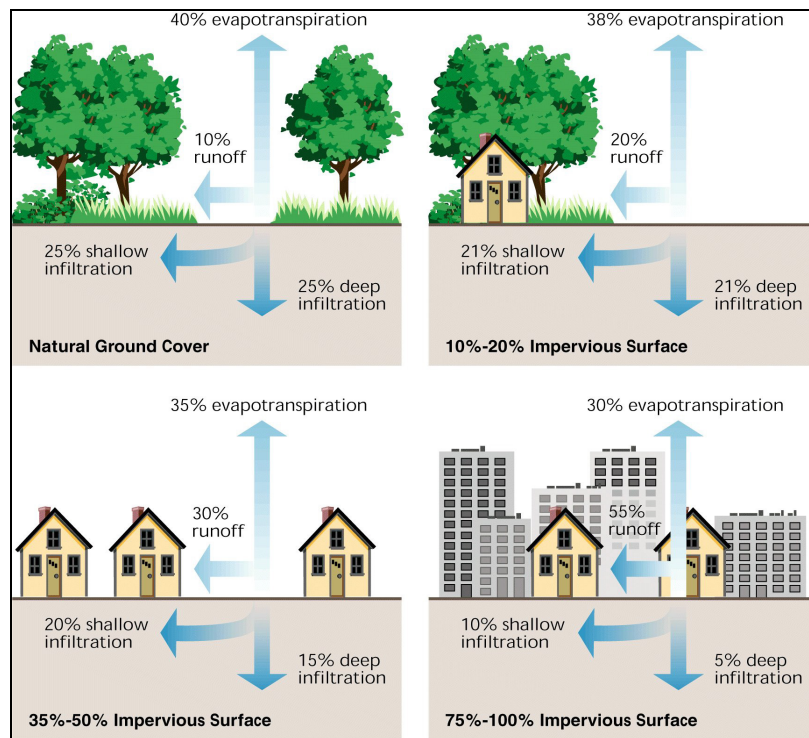 40% evapotranspiration
10%
runoff
25% shallow
infiltration
25% deep
infiltration
Natural Ground Cover
38% evapotranspiration
20%
runoff
21% shallow
infiltration
21% deep
infiltration
10%-20% Impervious Surface
35% evapotranspiration
30%
runoff
20% shallow
infiltration
15% deep
infiltration
35%-50% Impervious Surface
30% evapotranspiration
55%
runoff
10% shallow
infiltration
5% deep
infiltration
75%-100% Impervious Surface